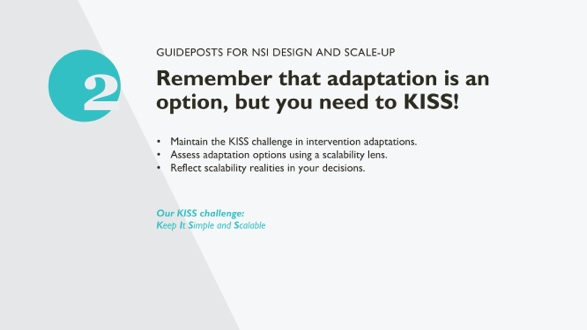 GUIDEPOSTS FOR NSI DESIGN AND SCALE-UP
2
Remember that adaptation is an
option, but you need to KISS!
• Maintain the KISS challenge in intervention adaptations.
• Assess adaptation options using a scalability lens.
• Reflect scalability realities in your decisions.
Our KISS challenge:
Keep It Simple and Scalable